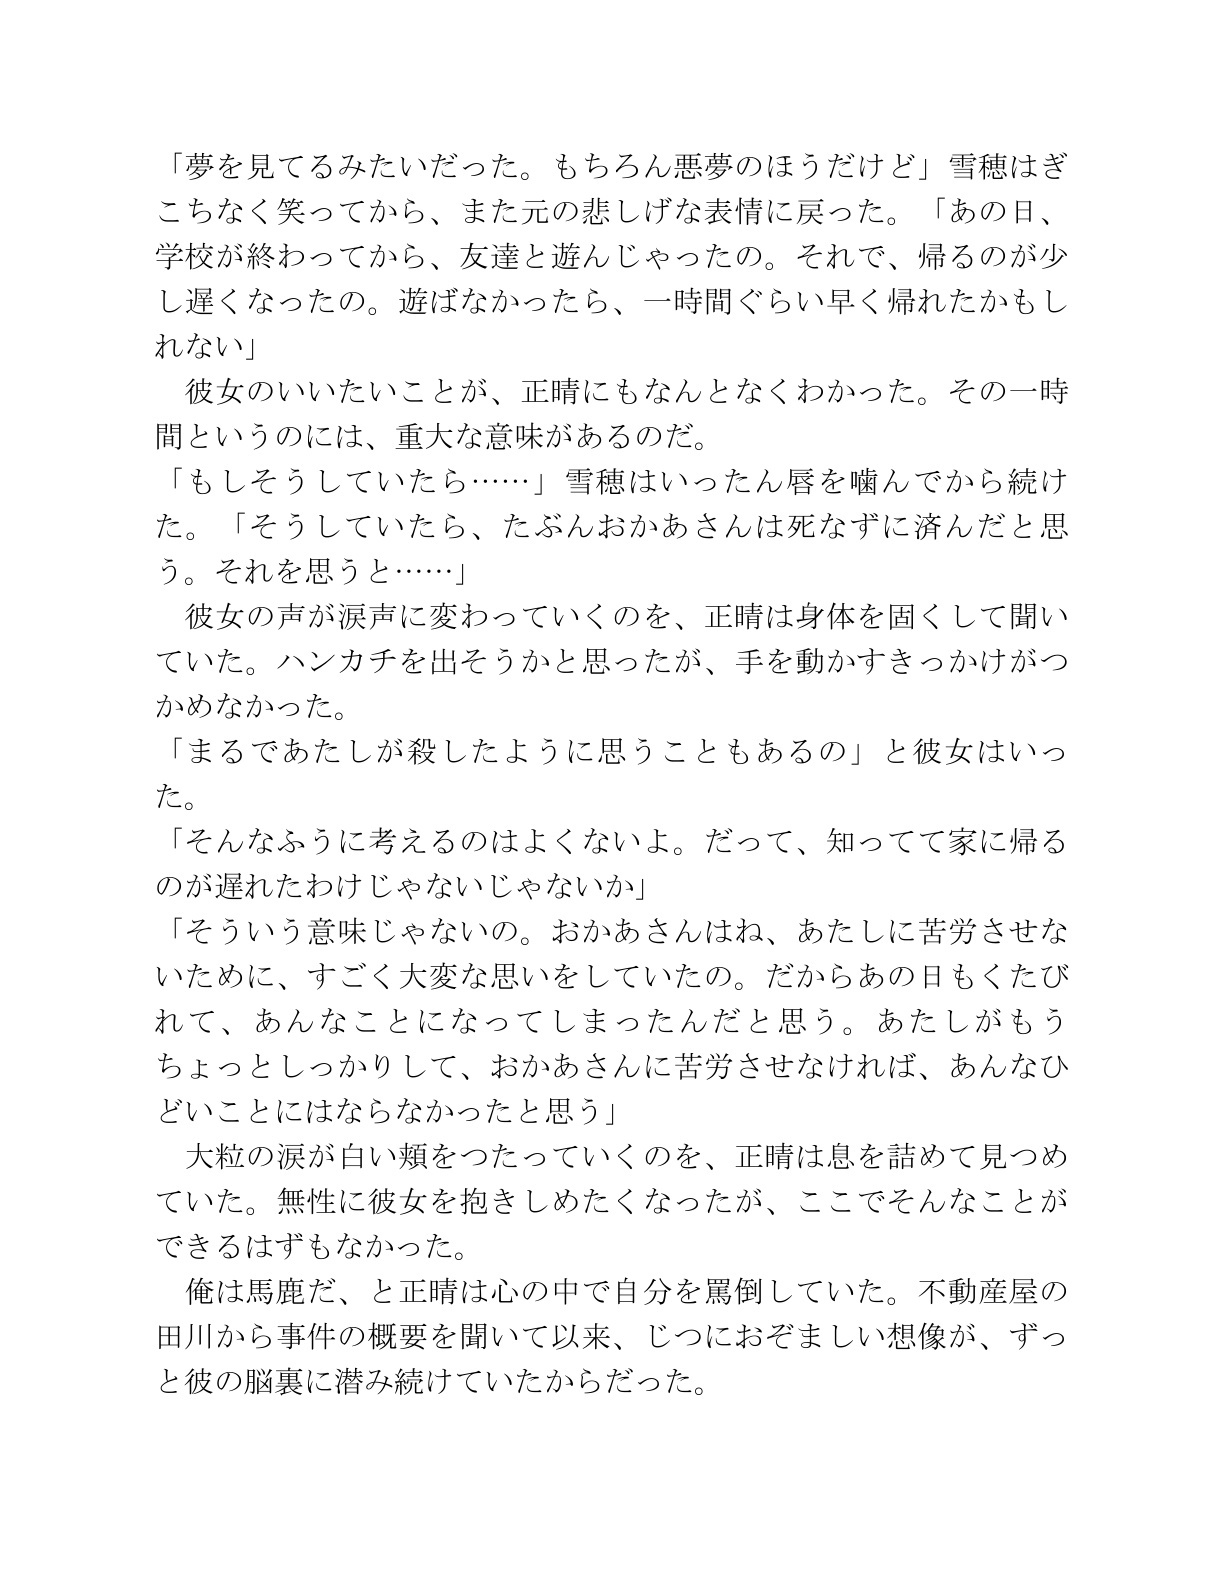 「夢を見てるみたいだった。もちろん悪夢のほうだけど」雪穂はぎ
こちなく笑ってから、また元の悲しげな表情に戻った。「あの日、
学校が終わってから、友達と遊んじゃったの。それで、帰るのが少
し遅くなったの。遊ばなかったら、一時間ぐらい早く帰れたかもし
れない」
　彼女のいいたいことが、正晴にもなんとなくわかった。その一時
間というのには、重大な意味があるのだ。
「もしそうしていたら……」雪穂はいったん唇を噛んでから続け
た。「そうしていたら、たぶんおかあさんは死なずに済んだと思
う。それを思うと……」
　彼女の声が涙声に変わっていくのを、正晴は身体を固くして聞い
ていた。ハンカチを出そうかと思ったが、手を動かすきっかけがつ
かめなかった。
「まるであたしが殺したように思うこともあるの」と彼女はいっ
た。
「そんなふうに考えるのはよくないよ。だって、知ってて家に帰る
のが遅れたわけじゃないじゃないか」
「そういう意味じゃないの。おかあさんはね、あたしに苦労させな
いために、すごく大変な思いをしていたの。だからあの日もくたび
れて、あんなことになってしまったんだと思う。あたしがもう
ちょっとしっかりして、おかあさんに苦労させなければ、あんなひ
どいことにはならなかったと思う」
　大粒の涙が白い頬をつたっていくのを、正晴は息を詰めて見つめ
ていた。無性に彼女を抱きしめたくなったが、ここでそんなことが
できるはずもなかった。
　俺は馬鹿だ、と正晴は心の中で自分を罵倒していた。不動産屋の
田川から事件の概要を聞いて以来、じつにおぞましい想像が、ずっ
と彼の脳裏に潜み続けていたからだった。